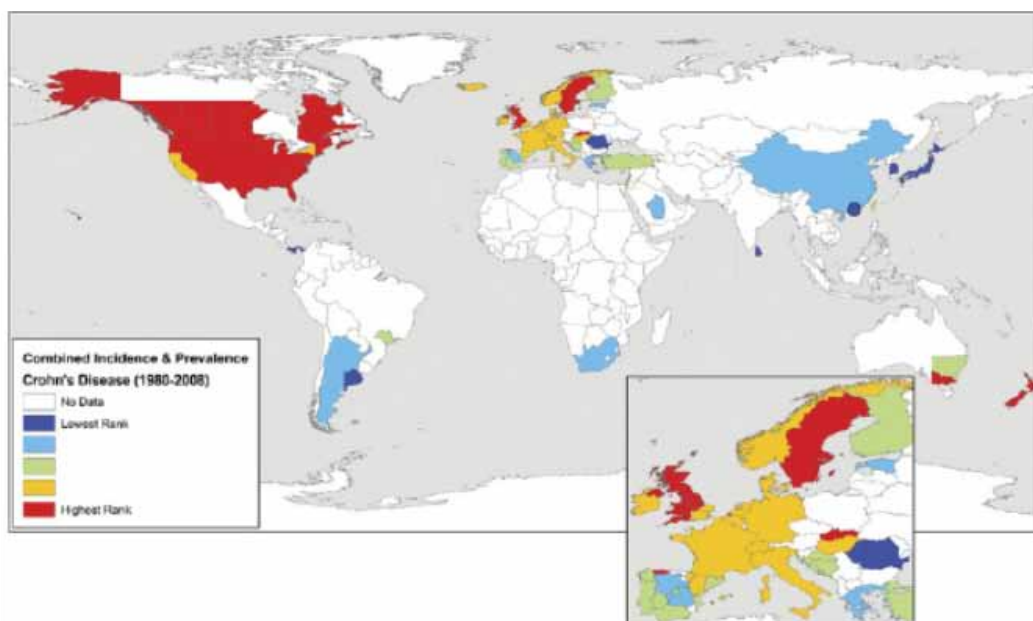 Combined Incidence & Prevalence
Crohn's Disease (1980-2008)
No Data
Lowest Rank
Highest Rank